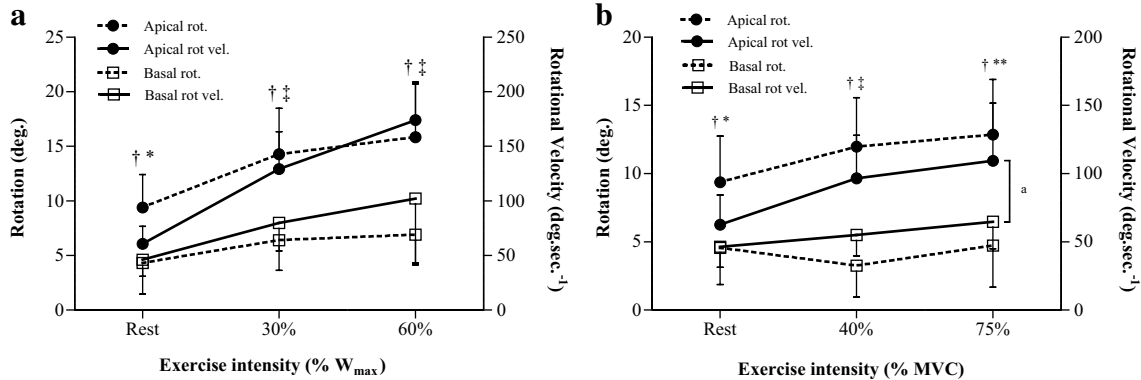 a
Apical rot.
Apical rot vel.
Basal rot.
Basal rot vel.
Rotation (deg.)
25
20
15
10
5
0
† *
† ‡
† ‡
250
200
150
100
50
0
Rotational Velocity (deg.sec.-1)
Rest 30% 60%
Exercise intensity (% Wmax)
b
Apical rot.
Apical rot vel.
Basal rot.
Basal rot vel.
Rotation (deg.)
20
15
10
5
0
† *
† ‡
† **
a
200
150
100
50
0
Rotational Velocity (deg.sec.-1)
Rest 40% 75%
Exercise intensity (% MVC)